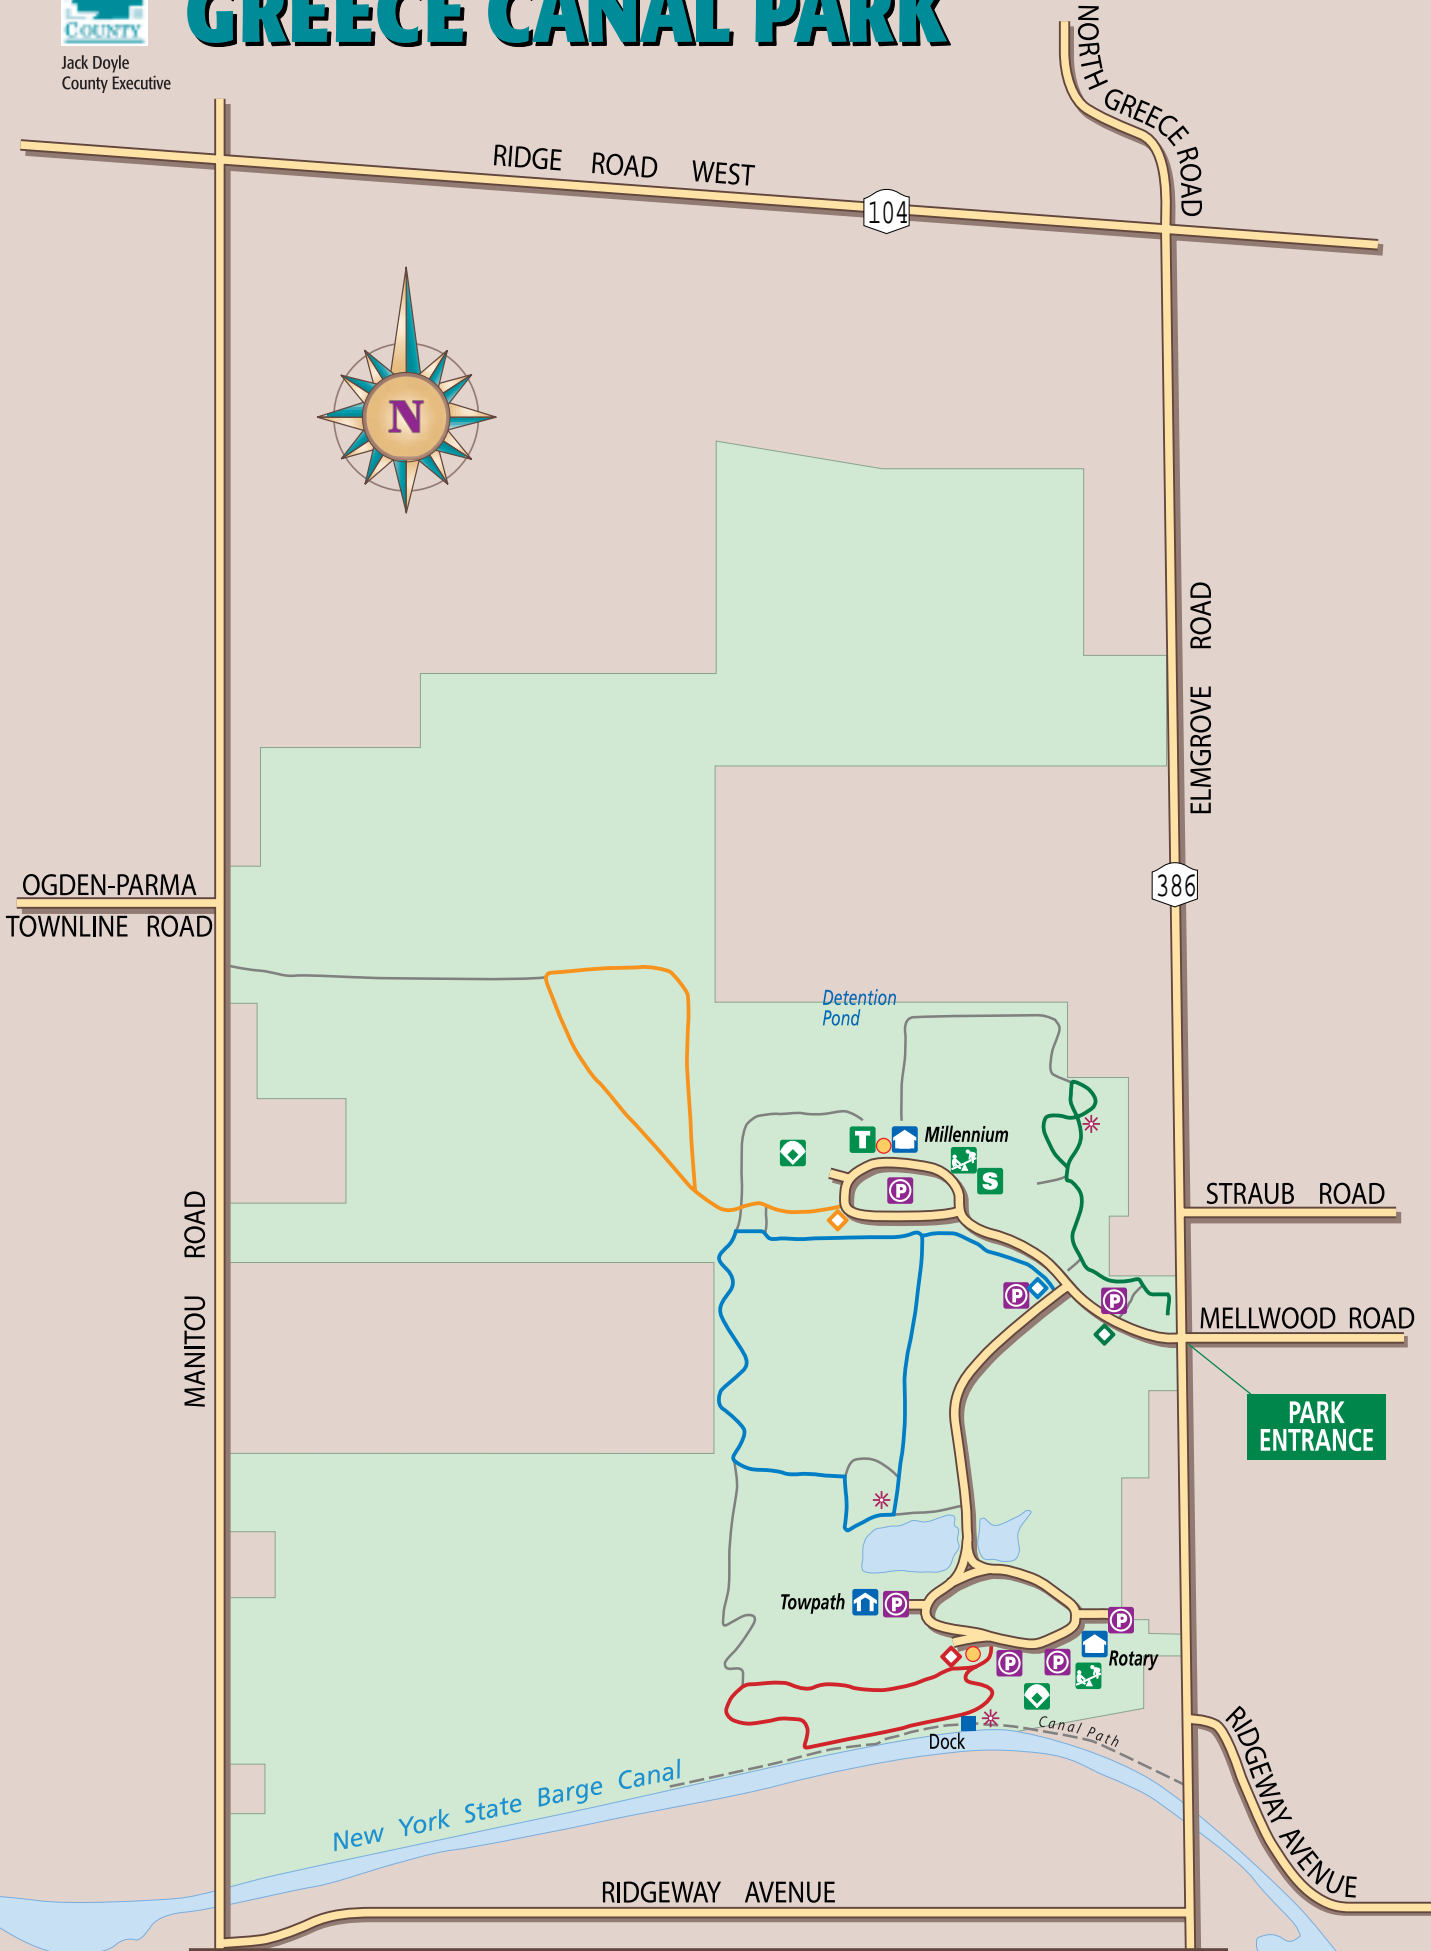 GREECE CANAL PARK
COUNTY
Jack Doyle
County Executive
NORTH GREECE ROAD
RIDGE ROAD WEST
104
N
ELMGROVE ROAD
386
OGDEN-PARMA
TOWNLINE ROAD
Detention
Pond
T
Millennium
S
P
STRAUB ROAD
MANITOU ROAD
P
P
MELLWOOD ROAD
PARK
ENTRANCE
Towpath
P
P
Rotary
P
P
Canal Path
Dock
RIDGEWAY AVENUE
New York State Barge Canal
RIDGEWAY AVENUE